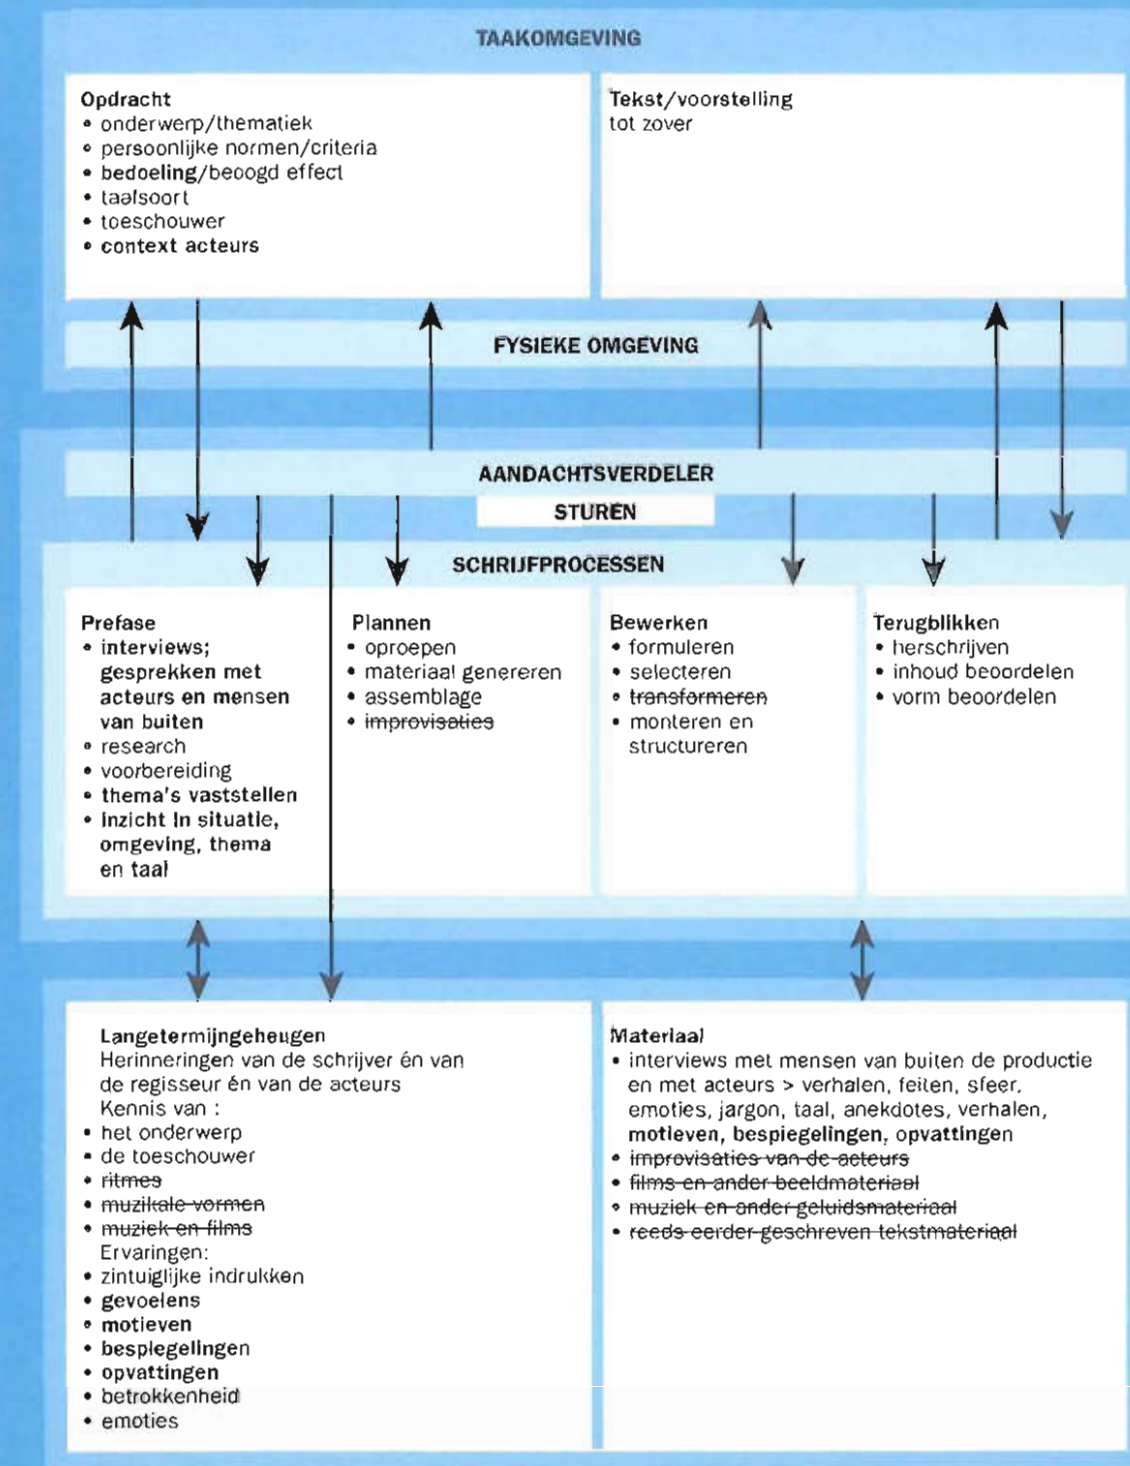 TAAKOMGEVING
Opdracht
• onderwerp/thematiek
• persoonlijke normen/criteria
• bedoeling/beoogd effect
• taalsoort
• toeschouwer
• context acteurs
Tekst/voorstelling
tot zover
FYSIEKE OMGEVING
AANDACHTSVERDELER
STUREN
SCHRIJFPROCESSEN
Prefase
• interviews;
gesprekken met
acteurs en mensen
van buiten
• research
• voorbereiding
• thema's vaststellen
• inzicht in situatie,
omgeving, thema
en taal
Plannen
• oproepen
• materiaal genereren
• assemblage
• improvisaties
Bewerken
• formuleren
• selecteren
• transformeren
• monteren en
structureren
Terugblikken
• herschrijven
• inhoud beoordelen
• vorm beoordelen
Langetermijngeheugen
Herinneringen van de schrijver én van
de regisseur én van de acteurs
Kennis van :
• het onderwerp
• de toeschouwer
• ritmes
• muzikale vormen
• muziek en films
Ervaringen:
• zintuiglijke indrukken
• gevoelens
• motieven
• bespiegelingen
• opvattingen
• betrokkenheid
• emoties
Materiaal
• interviews met mensen van buiten de productie
en met acteurs > verhalen, feiten, sfeer,
emoties, jargon, taal, anekdotes, verhalen,
motieven, bespiegelingen, opvattingen
• improvisaties van de acteurs
• films en ander beeldmateriaal
• muziek en ander geluidsmateriaal
• reeds eerder geschreven tekstmateriaal